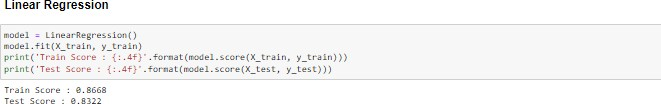 Linear Regression
model = LinearRegression()
model.fit(X_train, y_train)
print('Train Score : {:.4f}'.format(model.score(X_train, y_train)))
print('Test Score : {:.4f}'.format(model.score(X_test, y_test)))
Train Score : 0.8668
Test Score : 0.8322